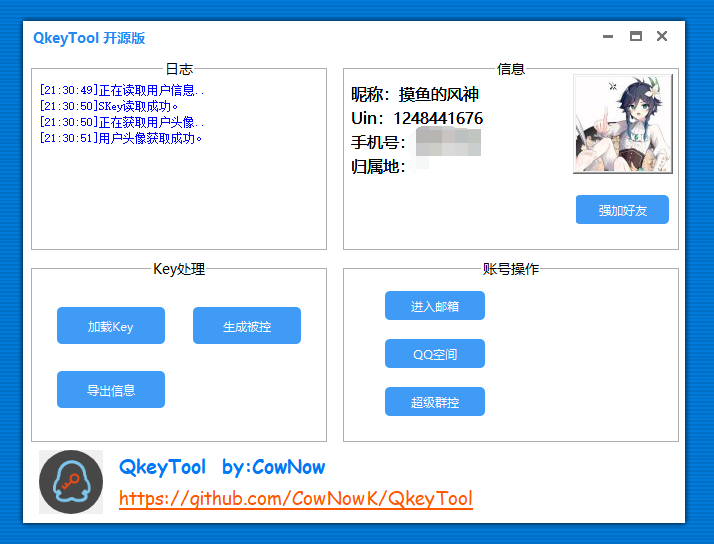 QkeyTool 开源版
日志
[21:30:49]正在读取用户信息..
[21:30:50]SKey读取成功。
[21:30:50]正在获取用户头像..
[21:30:51]用户头像获取成功。
信息
昵称：摸鱼的风神
Uin：1248441676
手机号：
归属地：
强加好友
Key处理
加载Key
生成被控
导出信息
账号操作
进入邮箱
QQ空间
超级群控
QkeyTool by:CowNow
https://github.com/CowNowK/QkeyTool